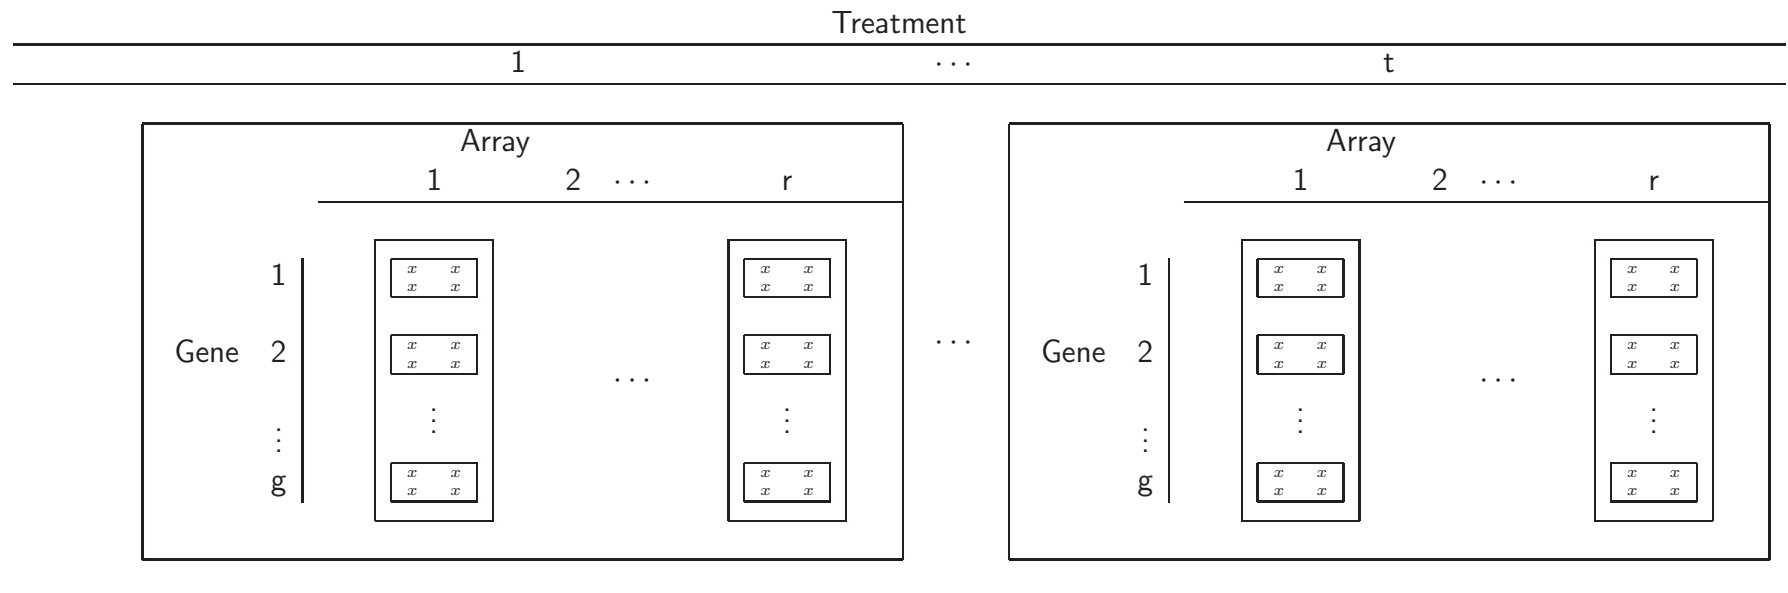 Treatment
1 ··· t
Array Array
1 2 ··· r 1 2 ··· r
1 x x x x 1 x x x x
x x x x x x x x
Gene 2 x x x x ··· Gene 2 x x x x
x x ··· x x x x ··· x x
⋮ ⋮ ⋮ ⋮ ⋮ ⋮
g x x x x g x x x x
x x x x x x x x